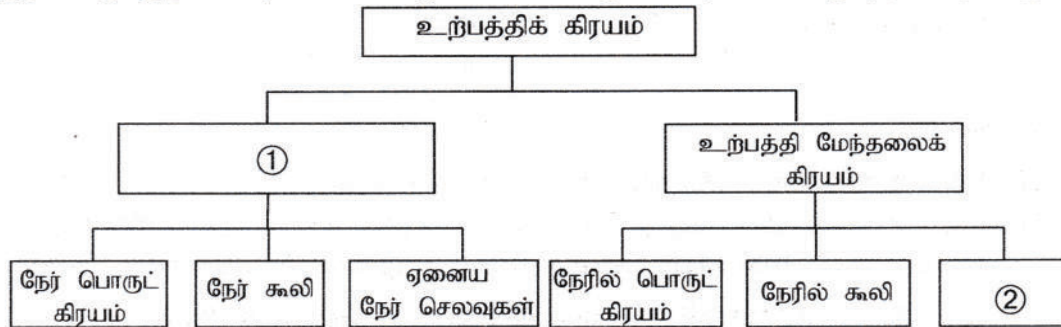 உற்பத்திக் கிரயம்
①
உற்பத்தி மேந்தலைக்
கிரயம்
நேர் பொருட்
கிரயம்
நேர் கூலி
ஏனைய
நேர் செலவுகள்
நேரில் பொருட்
கிரயம்
நேரில் கூலி
②